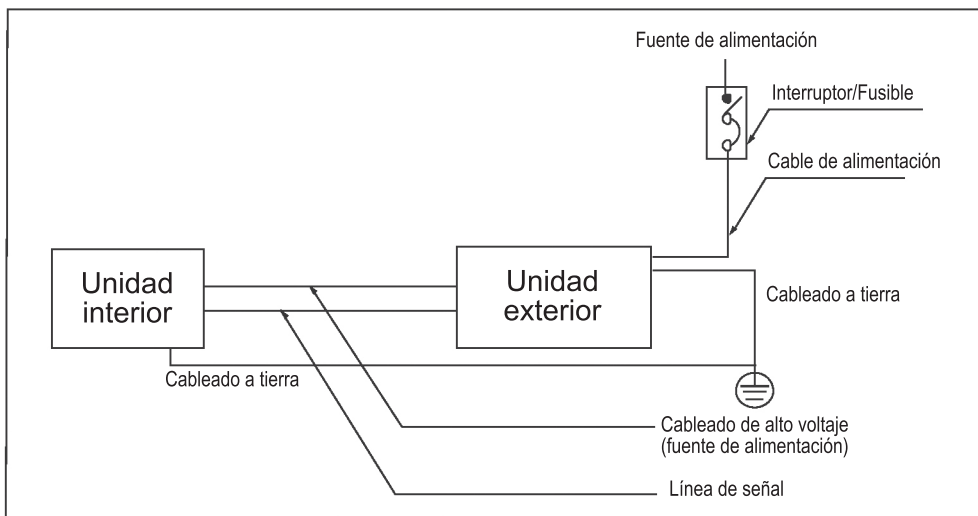 Fuente de alimentación
Interruptor/Fusible
Cable de alimentación
Unidad
interior
Unidad
exterior
Cableado a tierra
Cableado a tierra
Cableado de alto voltaje
(fuente de alimentación)
Línea de señal